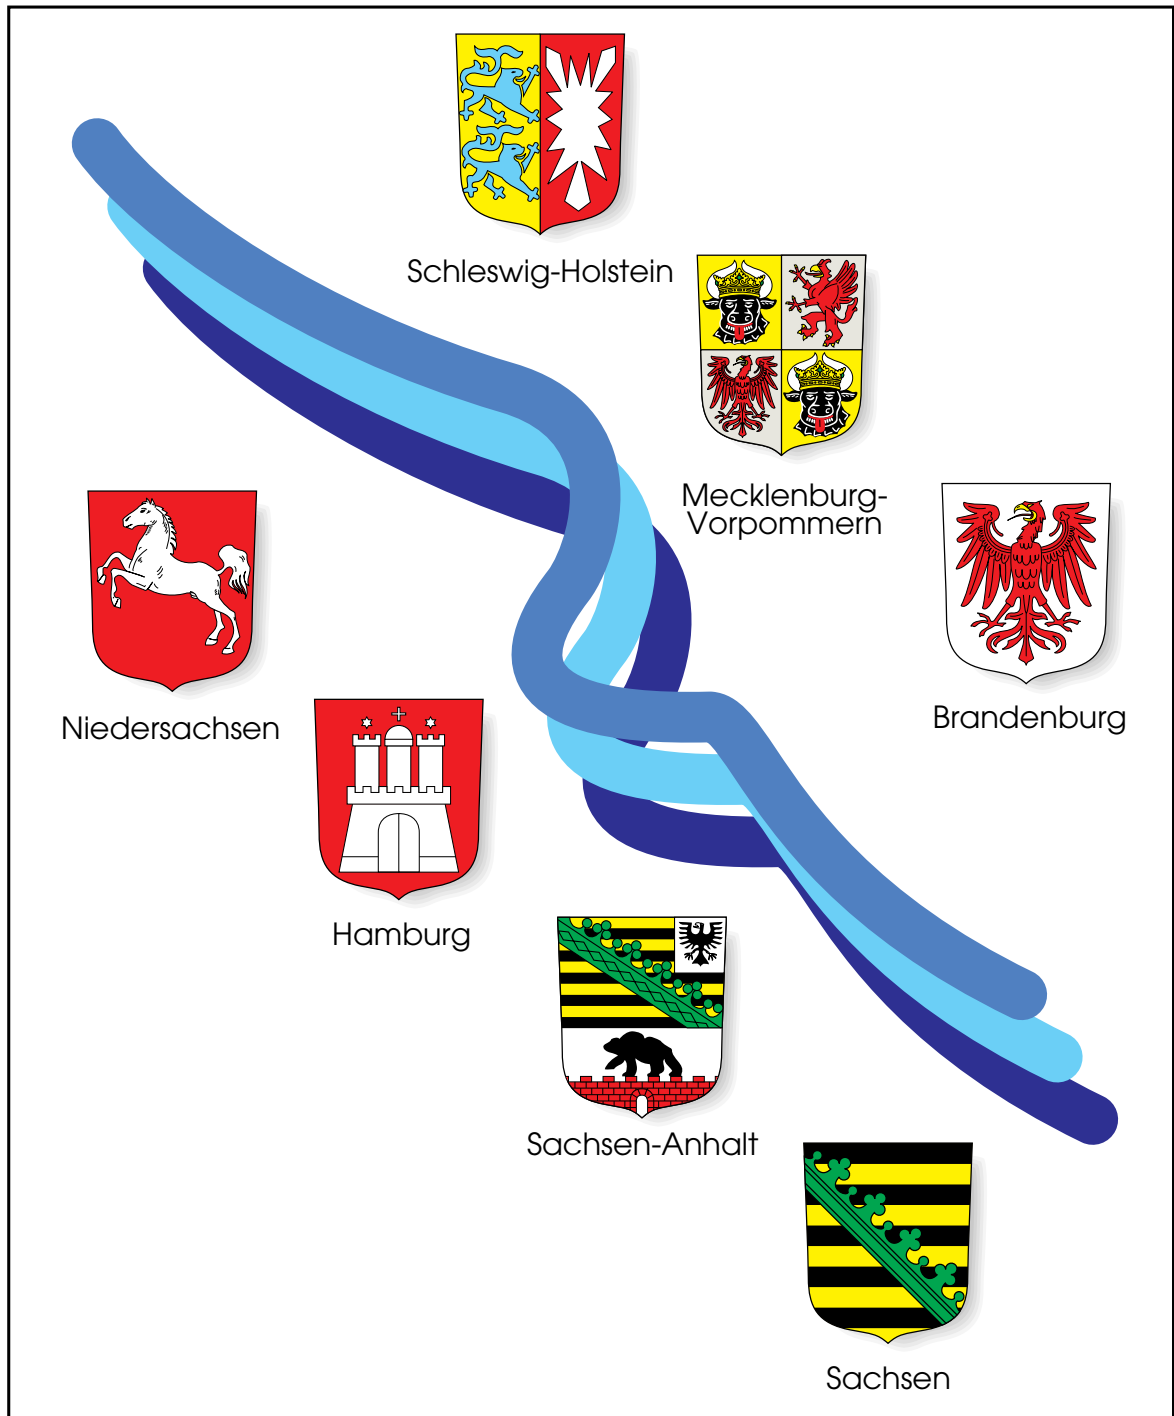 Schleswig-Holstein
Mecklenburg-
Vorpommern
Niedersachsen
Brandenburg
Hamburg
Sachsen-Anhalt
Sachsen